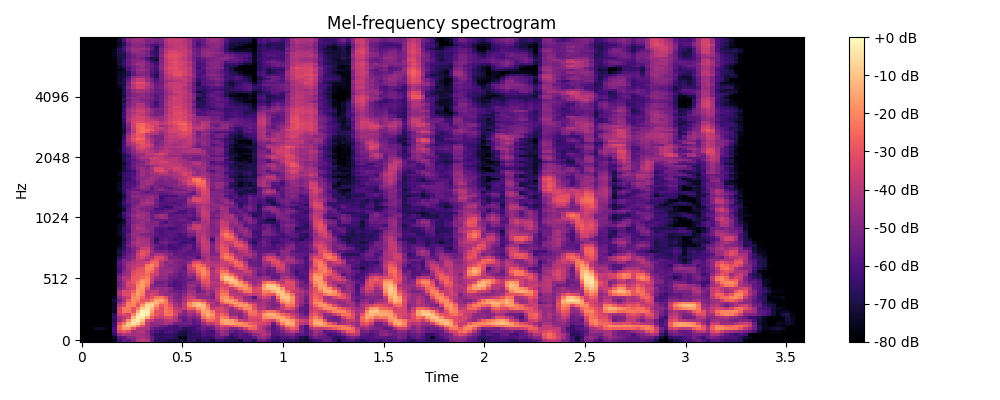 Mel-frequency spectrogram
Hz
4096
2048
1024
512
0
0
0.5
1
1.5
2
2.5
3
3.5
Time
+0 dB
-10 dB
-20 dB
-30 dB
-40 dB
-50 dB
-60 dB
-70 dB
-80 dB